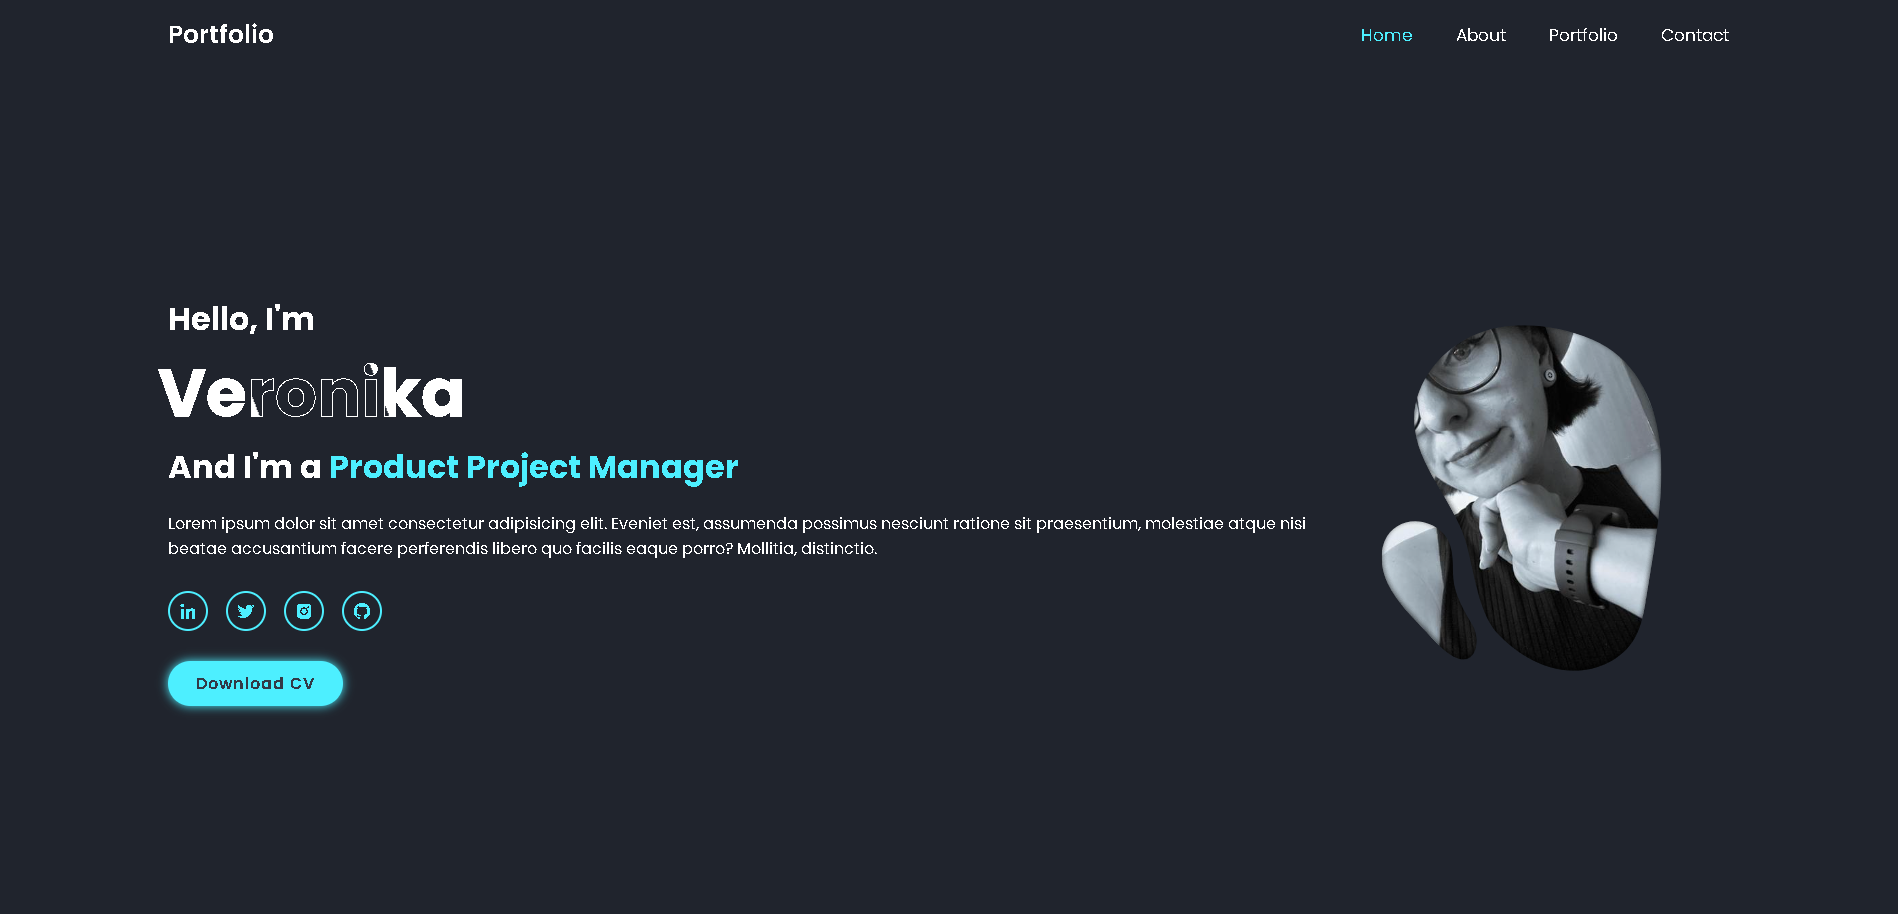 Portfolio
Home About Portfolio Contact
Hello, I'm
Veronika
And I'm a Product Project Manager
Lorem ipsum dolor sit amet consectetur adipisicing elit. Eveniet est, assumenda possimus nesciunt ratione sit praesentium, molestiae atque nisi
beatae accusantium facere perferendis libero quo facilis eaque porro? Mollitia, distinctio.
in
Download CV